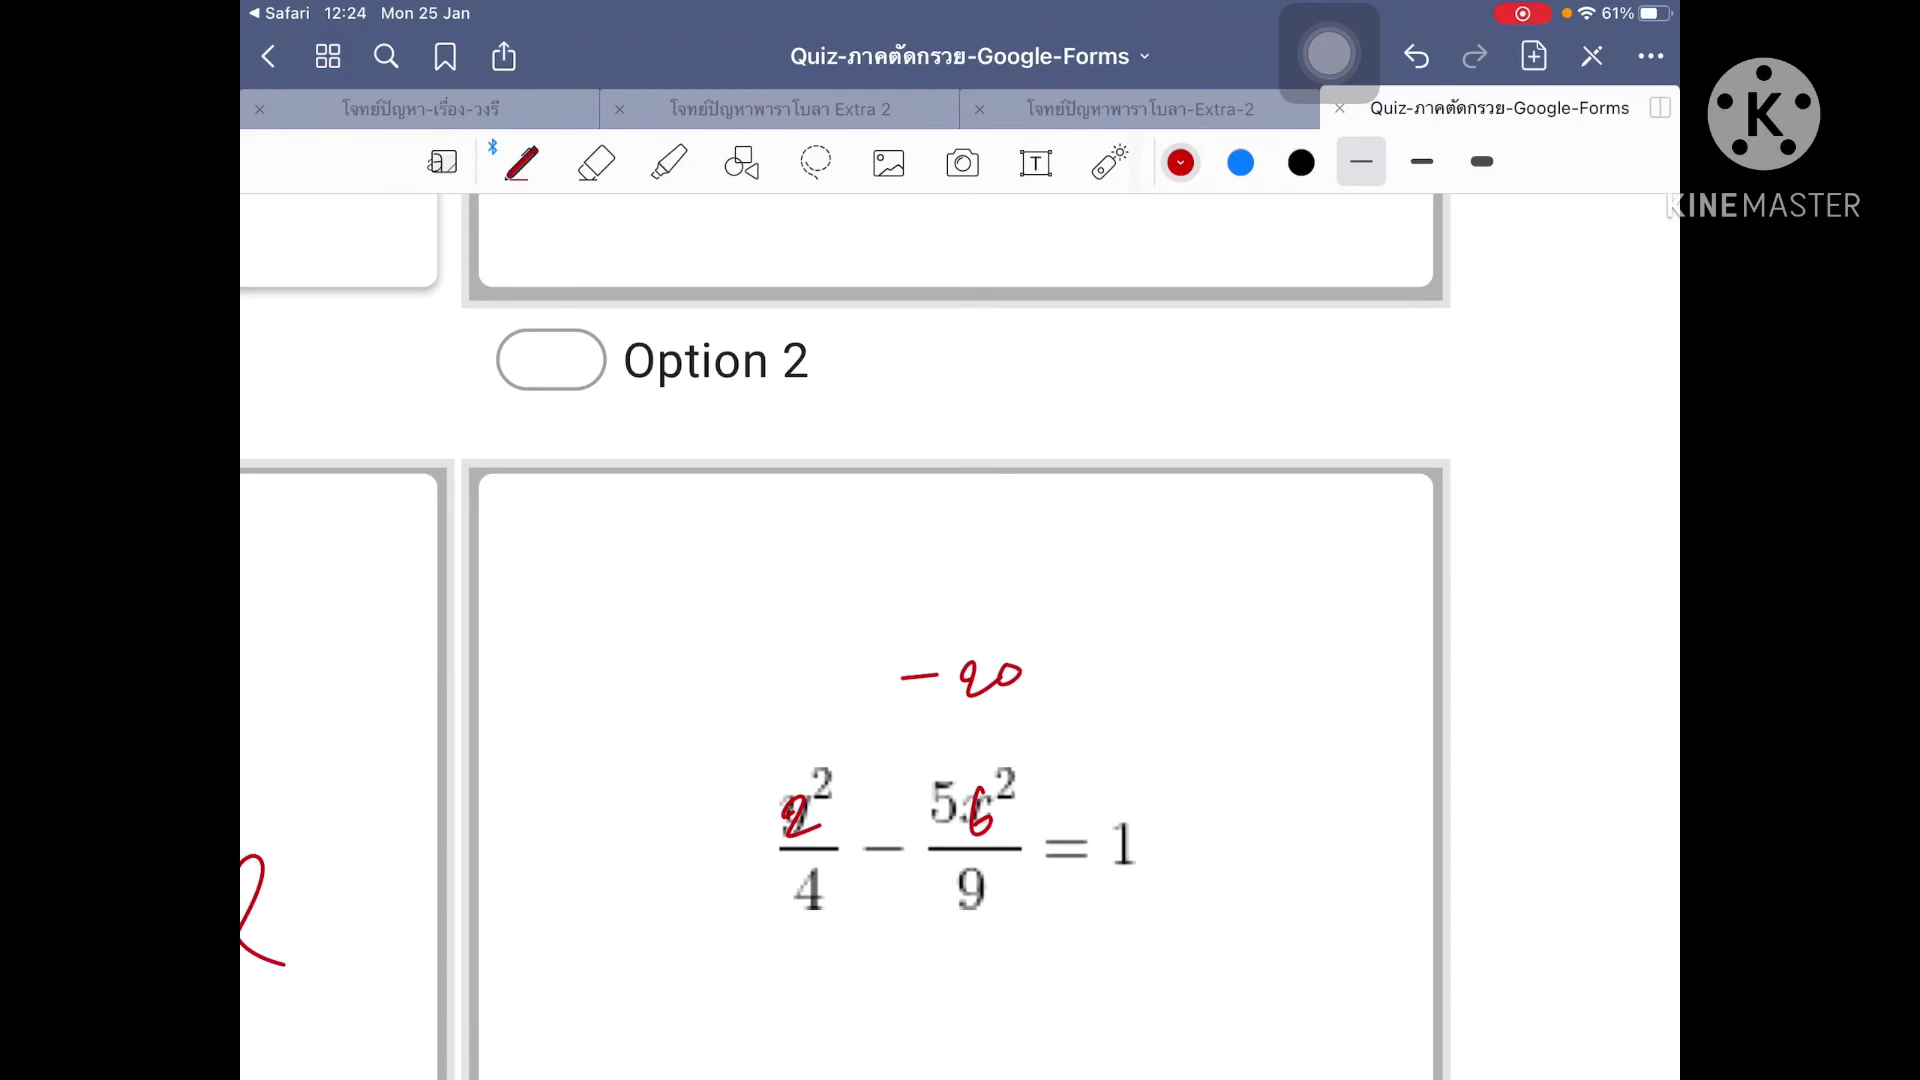 Safari 12:24 Mon 25 Jan 61%
Quiz-ภาคตัดกรวย-Google-Forms
โจทย์ปัญหา-เรื่อง-วงรี โจทย์ปัญหาพาราโบลา Extra 2 โจทย์ปัญหาพาราโบลา-Extra-2 Quiz-ภาคตัดกรวย-Google-Forms
K
KINEMASTER
T
Option 2
y²/4 − 5x²/9 = 1
2
6
2